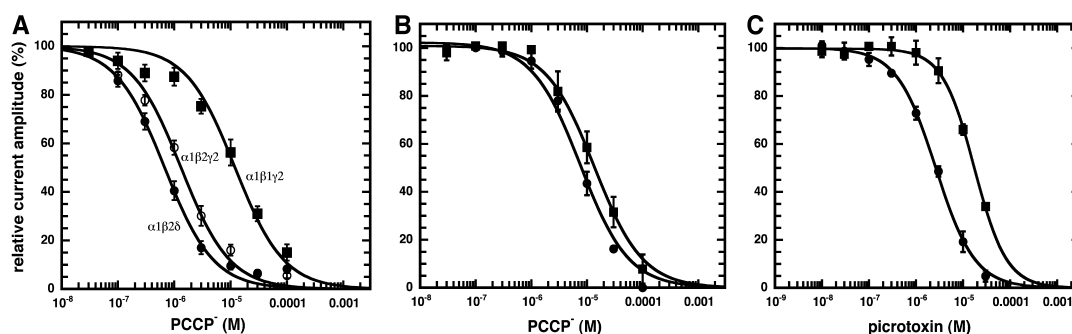 A
relative current amplitude (%)
100
80
60
40
20
0
α1β2γ2
α1β1γ2
α1β2δ
10⁻⁸ 10⁻⁷ 10⁻⁶ 10⁻⁵ 0.0001 0.001
PCCP⁻ (M)
B
100
80
60
40
20
0
10⁻⁸ 10⁻⁷ 10⁻⁶ 10⁻⁵ 0.0001 0.001
PCCP⁻ (M)
C
100
80
60
40
20
0
10⁻⁹ 10⁻⁸ 10⁻⁷ 10⁻⁶ 10⁻⁵ 0.0001 0.001
picrotoxin (M)